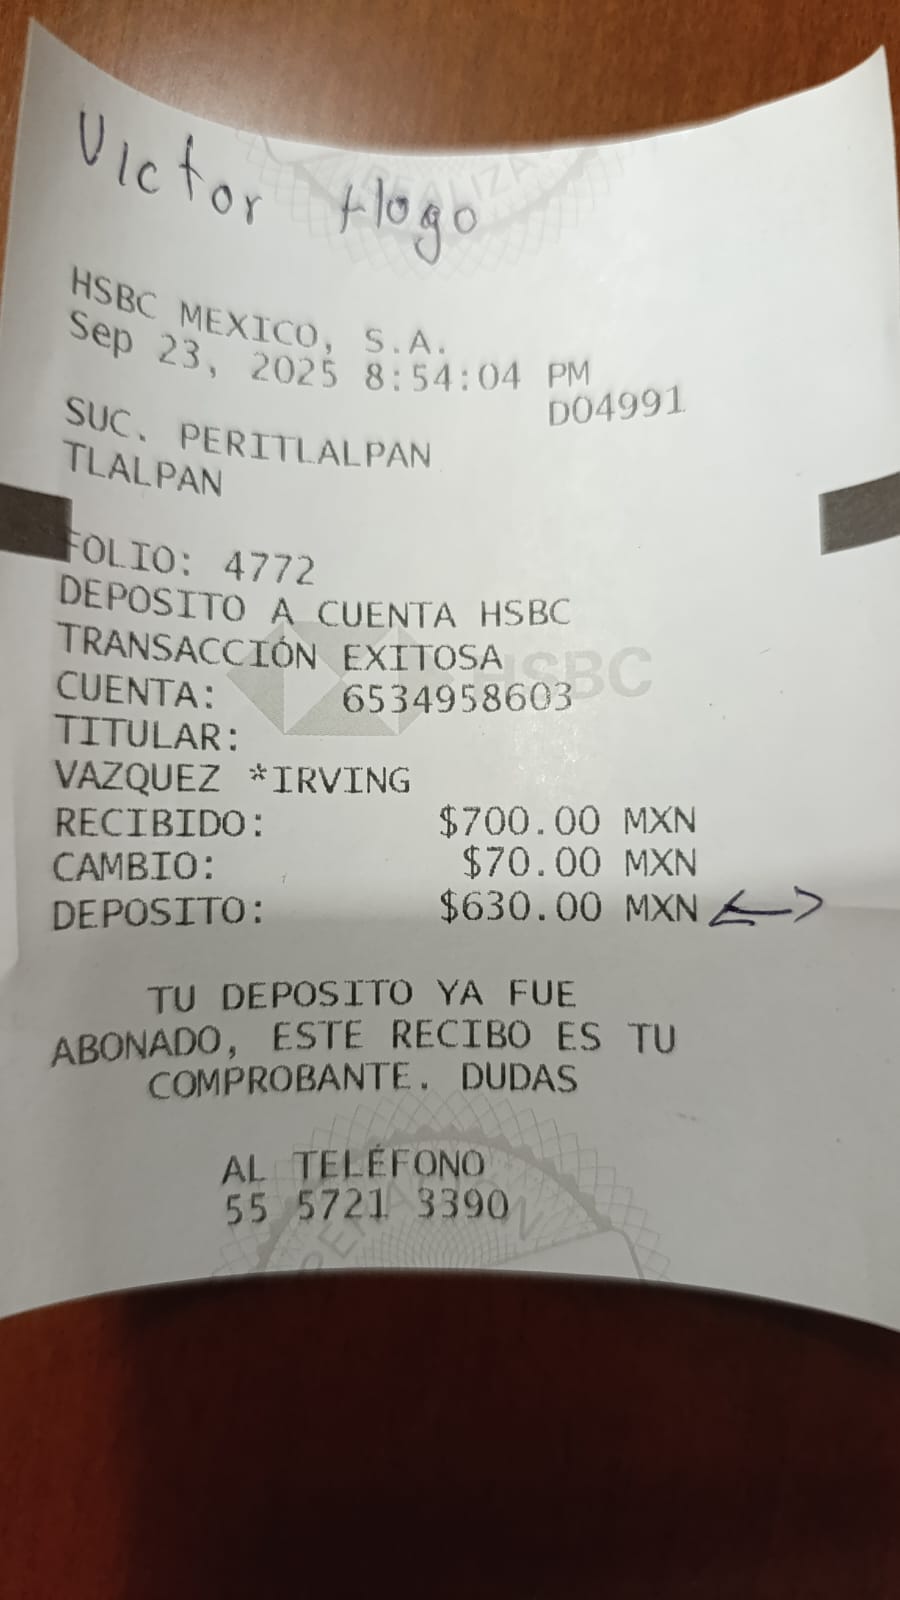 Victor Hogo
HSBC MEXICO, S.A.
Sep 23, 2025 8:54:04 PM
D04991
SUC. PERITLALPAN
TLALPAN
FOLIO: 4772
DEPOSITO A CUENTA HSBC
TRANSACCIÓN EXITOSA
HSBC
CUENTA: 6534958603
TITULAR:
VAZQUEZ *IRVING
RECIBIDO: $700.00 MXN
CAMBIO: $70.00 MXN
DEPOSITO: $630.00 MXN
TU DEPOSITO YA FUE
ABONADO, ESTE RECIBO ES TU
COMPROBANTE. DUDAS
AL TELÉFONO
55 5721 3390